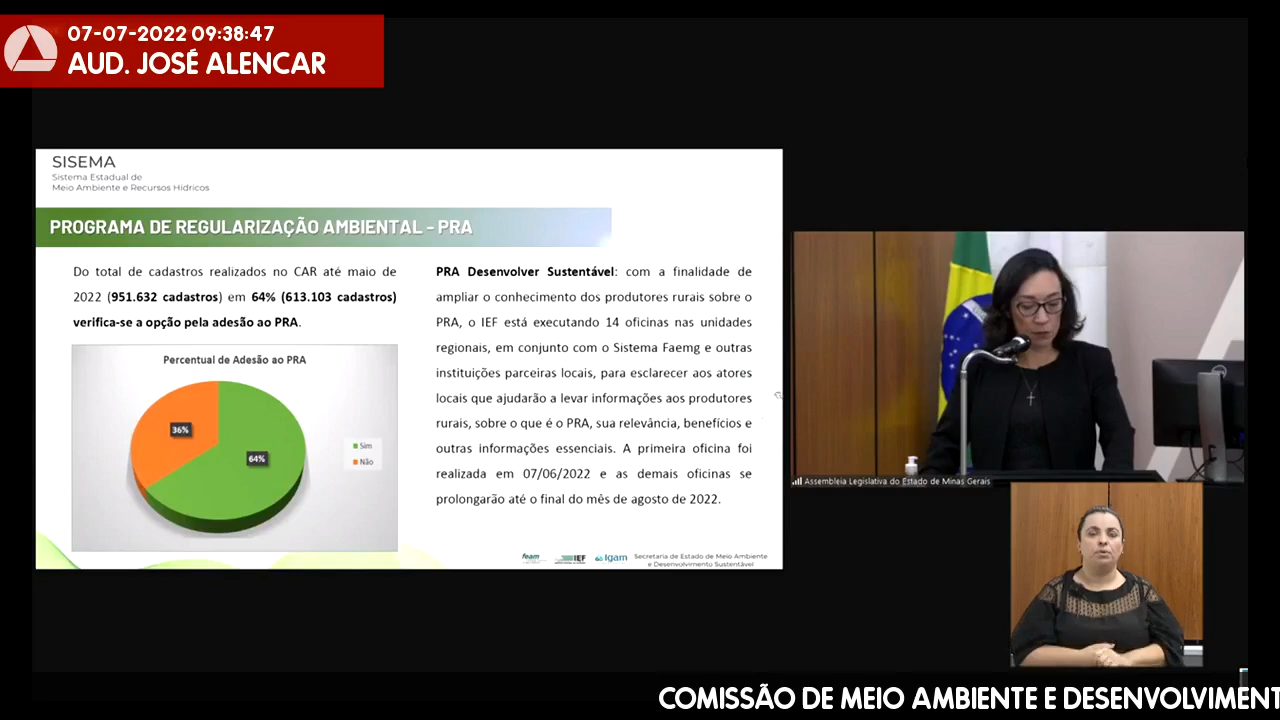 07-07-2022 09:38:47
AUD. JOSÉ ALENCAR
SISEMA
Sistema Estadual de
Meio Ambiente e Recursos Hídricos
PROGRAMA DE REGULARIZAÇÃO AMBIENTAL – PRA
Do total de cadastros realizados no CAR até maio de
2022 (951.632 cadastros) em 64% (613.103 cadastros)
verifica-se a opção pela adesão ao PRA.
Percentual de Adesão ao PRA
36%
64%
Sim
Não
PRA Desenvolver Sustentável: com a finalidade de
ampliar o conhecimento dos produtores rurais sobre o
PRA, o IEF está executando 14 oficinas nas unidades
regionais, em conjunto com o Sistema Faemg e outras
instituições parceiras locais, para esclarecer aos atores
locais que ajudarão a levar informações aos produtores
rurais, sobre o que é o PRA, sua relevância, benefícios e
outras informações essenciais. A primeira oficina foi
realizada em 07/06/2022 e as demais oficinas se
prolongarão até o final do mês de agosto de 2022.
feam
IEF
Igam
Secretaria de Estado de Meio Ambiente
e Desenvolvimento Sustentável
Assembleia Legislativa do Estado de Minas Gerais
COMISSÃO DE MEIO AMBIENTE E DESENVOLVIMENT